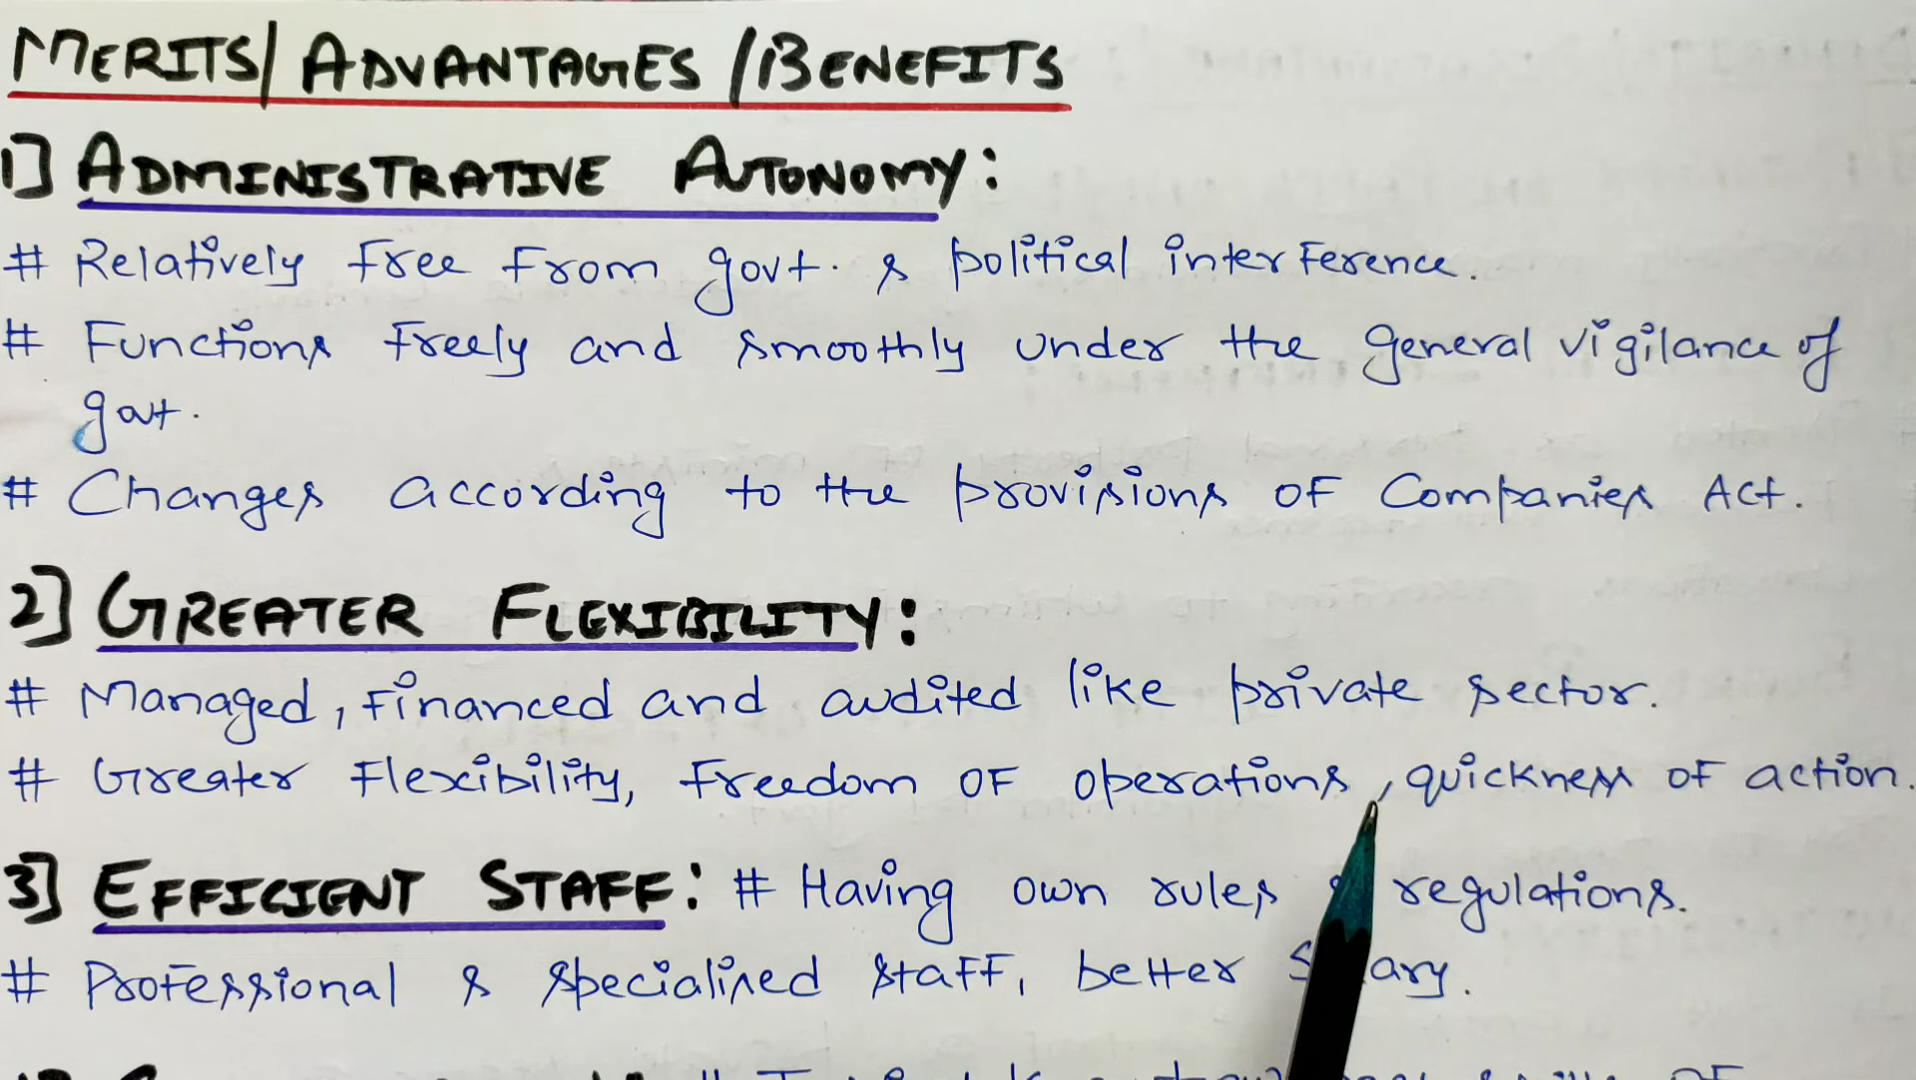 MERITS/ADVANTAGES/BENEFITS
1] ADMINISTRATIVE AUTONOMY:
# Relatively free from govt. & political interference.
# Functions freely and smoothly under the general vigilance of
govt.
# Changes according to the provisions of Companies Act.
2] GREATER FLEXIBILITY:
# Managed, financed and audited like private sector.
# Greater Flexibility, freedom of operations, quickness of action.
3] EFFICIENT STAFF: # Having own rules regulations.
# Professional & specialised staff, better